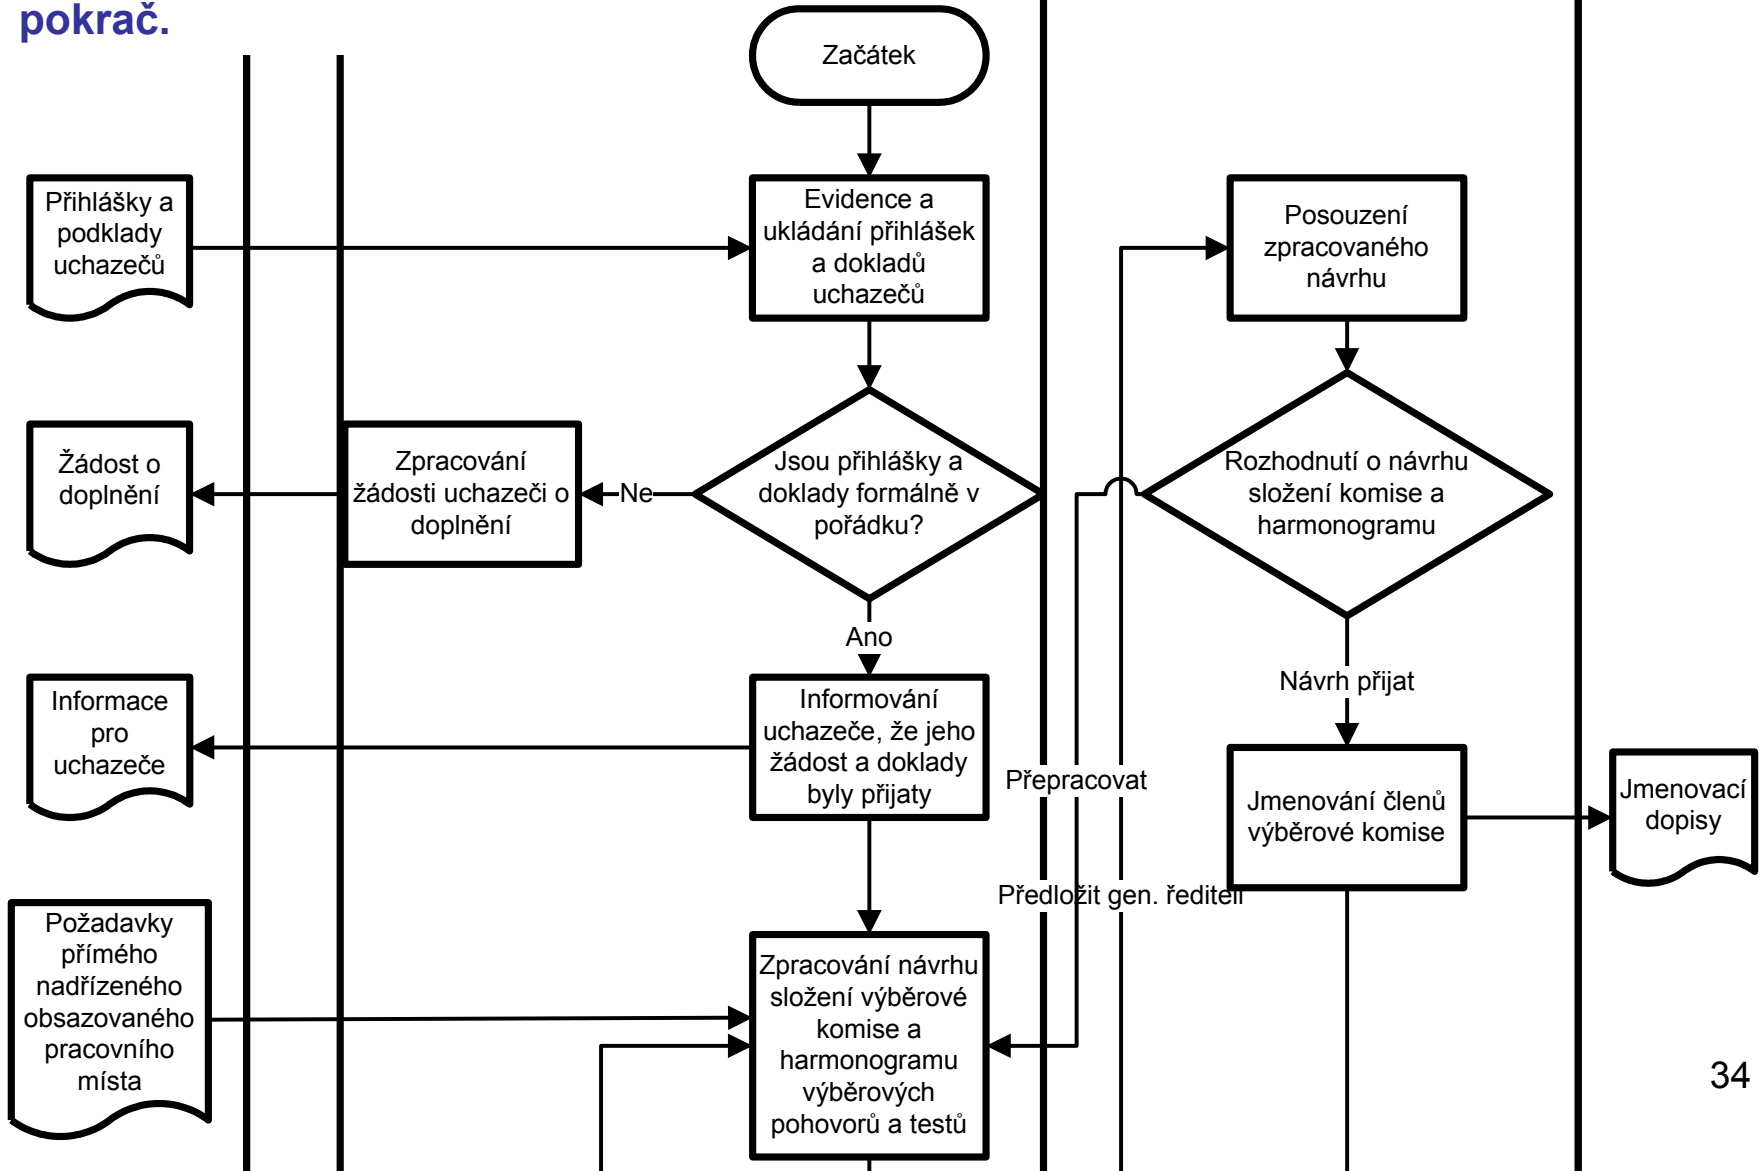 pokrač.
Začátek
Přihlášky a
podklady
uchazečů
Evidence a
ukládání přihlášek
a dokladů
uchazečů
Posouzení
zpracovaného
návrhu
Žádost o
doplnění
Zpracování
žádosti uchazeči o
doplnění
Ne
Jsou přihlášky a
doklady formálně v
pořádku?
Rozhodnutí o návrhu
složení komise a
harmonogramu
Ano
Návrh přijat
Informace
pro
uchazeče
Informování
uchazeče, že jeho
žádost a doklady
byly přijaty
Přepracovat
Jmenování členů
výběrové komise
Jmenovací
dopisy
Předložit gen. řediteli
Požadavky
přímého
nadřízeného
obsazovaného
pracovního
místa
Zpracování návrhu
složení výběrové
komise a
harmonogramu
výběrových
pohovorů a testů
34